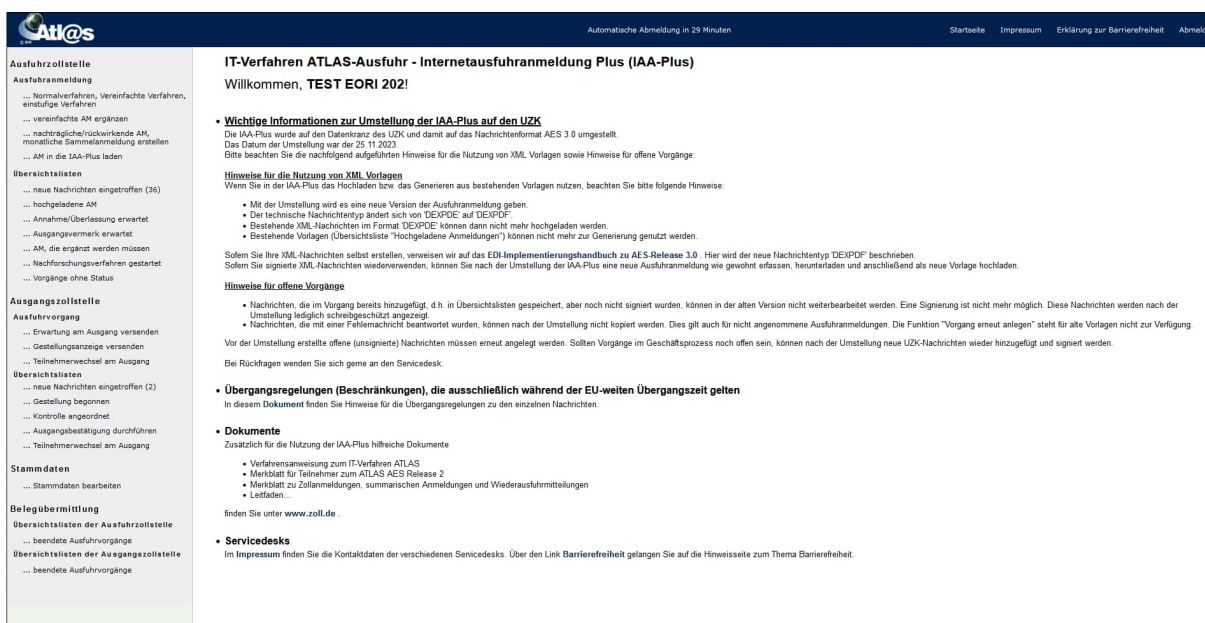 Atl@s
Automatische Abmeldung in 29 Minuten
Startseite
Impressum
Erklärung zur Barrierefreiheit
Abmeld
Ausfuhrzollstelle
Ausfuhranmeldung
... Normalverfahren, Vereinfachte Verfahren,
einstufige Verfahren
... vereinfachte AM ergänzen
... nachträgliche/rückwirkende AM,
monatliche Sammelanmeldung erstellen
... AM in die IAA-Plus laden
Übersichtslisten
... neue Nachrichten eingetroffen (36)
... hochgeladene AM
... Annahme/Überlassung erwartet
... Ausgangsvermerk erwartet
... AM, die ergänzt werden müssen
... Nachforschungsverfahren gestartet
... Vorgänge ohne Status
Ausgangszollstelle
Ausfuhrvorgang
... Erwartung am Ausgang versenden
... Gestellungsanzeige versenden
... Teilnehmerwechsel am Ausgang
Übersichtslisten
... neue Nachrichten eingetroffen (2)
... Gestellung begonnen
... Kontrolle angeordnet
... Ausgangsbestätigung durchführen
... Teilnehmerwechsel am Ausgang
Stammdaten
... Stammdaten bearbeiten
Belegübermittlung
Übersichtslisten der Ausfuhrzollstelle
... beendete Ausfuhrvorgänge
Übersichtslisten der Ausgangszollstelle
... beendete Ausfuhrvorgänge
IT-Verfahren ATLAS-Ausfuhr - Internetausfuhranmeldung Plus (IAA-Plus)
Willkommen, TEST EORI 202!
• Wichtige Informationen zur Umstellung der IAA-Plus auf den UZK
Die IAA-Plus wurde auf den Datenkranz des UZK und damit auf das Nachrichtenformat AES 3.0 umgestellt.
Das Datum der Umstellung war der 25.11.2023.
Bitte beachten Sie die nachfolgend aufgeführten Hinweise für die Nutzung von XML Vorlagen sowie Hinweise für offene Vorgänge:
Hinweise für die Nutzung von XML Vorlagen
Wenn Sie in der IAA-Plus das Hochladen bzw. das Generieren aus bestehenden Vorlagen nutzen, beachten Sie bitte folgende Hinweise:
• Mit der Umstellung wird es eine neue Version der Ausfuhranmeldung geben.
• Der technische Nachrichtentyp ändert sich von 'DEXPDE' auf 'DEXPDF'.
• Bestehende XML-Nachrichten im Format 'DEXPDE' können dann nicht mehr hochgeladen werden.
• Bestehende Vorlagen (Übersichtsliste "Hochgeladene Anmeldungen") können nicht mehr zur Generierung genutzt werden.
Sofern Sie Ihre XML-Nachrichten selbst erstellen, verweisen wir auf das EDI-Implementierungshandbuch zu AES-Release 3.0 . Hier wird der neue Nachrichtentyp 'DEXPDF' beschrieben.
Sofern Sie signierte XML-Nachrichten wiederverwenden, können Sie nach der Umstellung der IAA-Plus eine neue Ausfuhranmeldung wie gewohnt erfassen, herunterladen und anschließend als neue Vorlage hochladen.
Hinweise für offene Vorgänge
• Nachrichten, die im Vorgang bereits hinzugefügt, d.h. in Übersichtslisten gespeichert, aber noch nicht signiert wurden, können in der alten Version nicht weiterbearbeitet werden. Eine Signierung ist nicht mehr möglich. Diese Nachrichten werden nach der
Umstellung lediglich schreibgeschützt angezeigt.
• Nachrichten, die mit einer Fehlernachricht beantwortet wurden, können nach der Umstellung nicht kopiert werden. Dies gilt auch für nicht angenommene Ausfuhranmeldungen. Die Funktion "Vorgang erneut anlegen" steht für alte Vorlagen nicht zur Verfügung.
Vor der Umstellung erstellte offene (unsignierte) Nachrichten müssen erneut angelegt werden. Sollten Vorgänge im Geschäftsprozess noch offen sein, können nach der Umstellung neue UZK-Nachrichten wieder hinzugefügt und signiert werden.
Bei Rückfragen wenden Sie sich gerne an den Servicedesk.
• Übergangsregelungen (Beschränkungen), die ausschließlich während der EU-weiten Übergangszeit gelten
In diesem Dokument finden Sie Hinweise für die Übergangsregelungen zu den einzelnen Nachrichten.
• Dokumente
Zusätzlich für die Nutzung der IAA-Plus hilfreiche Dokumente
• Verfahrensanweisung zum IT-Verfahren ATLAS
• Merkblatt für Teilnehmer zum ATLAS AES Release 2
• Merkblatt zu Zollanmeldungen, summarischen Anmeldungen und Wiederausfuhrmitteilungen
• Leitfaden...
finden Sie unter www.zoll.de .
• Servicedesks
Im Impressum finden Sie die Kontaktdaten der verschiedenen Servicedesks. Über den Link Barrierefreiheit gelangen Sie auf die Hinweisseite zum Thema Barrierefreiheit.